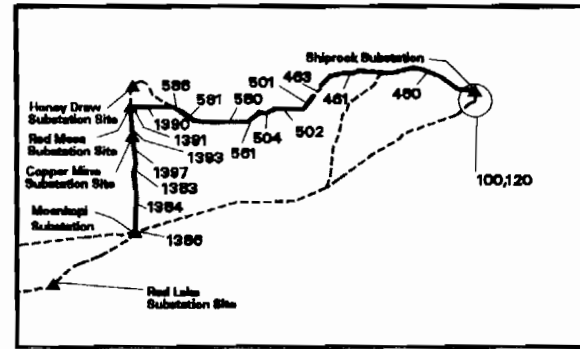 Shiprock Substation
463
501
586
581
580
461
460
Honey Draw
Substation Site
1390
561
504
502
1391
Red Mesa
Substation Site
1393
Copper Mine
Substation Site
1397
1383
100,120
1384
Moenkopi
Substation
1386
Red Lake
Substation Site